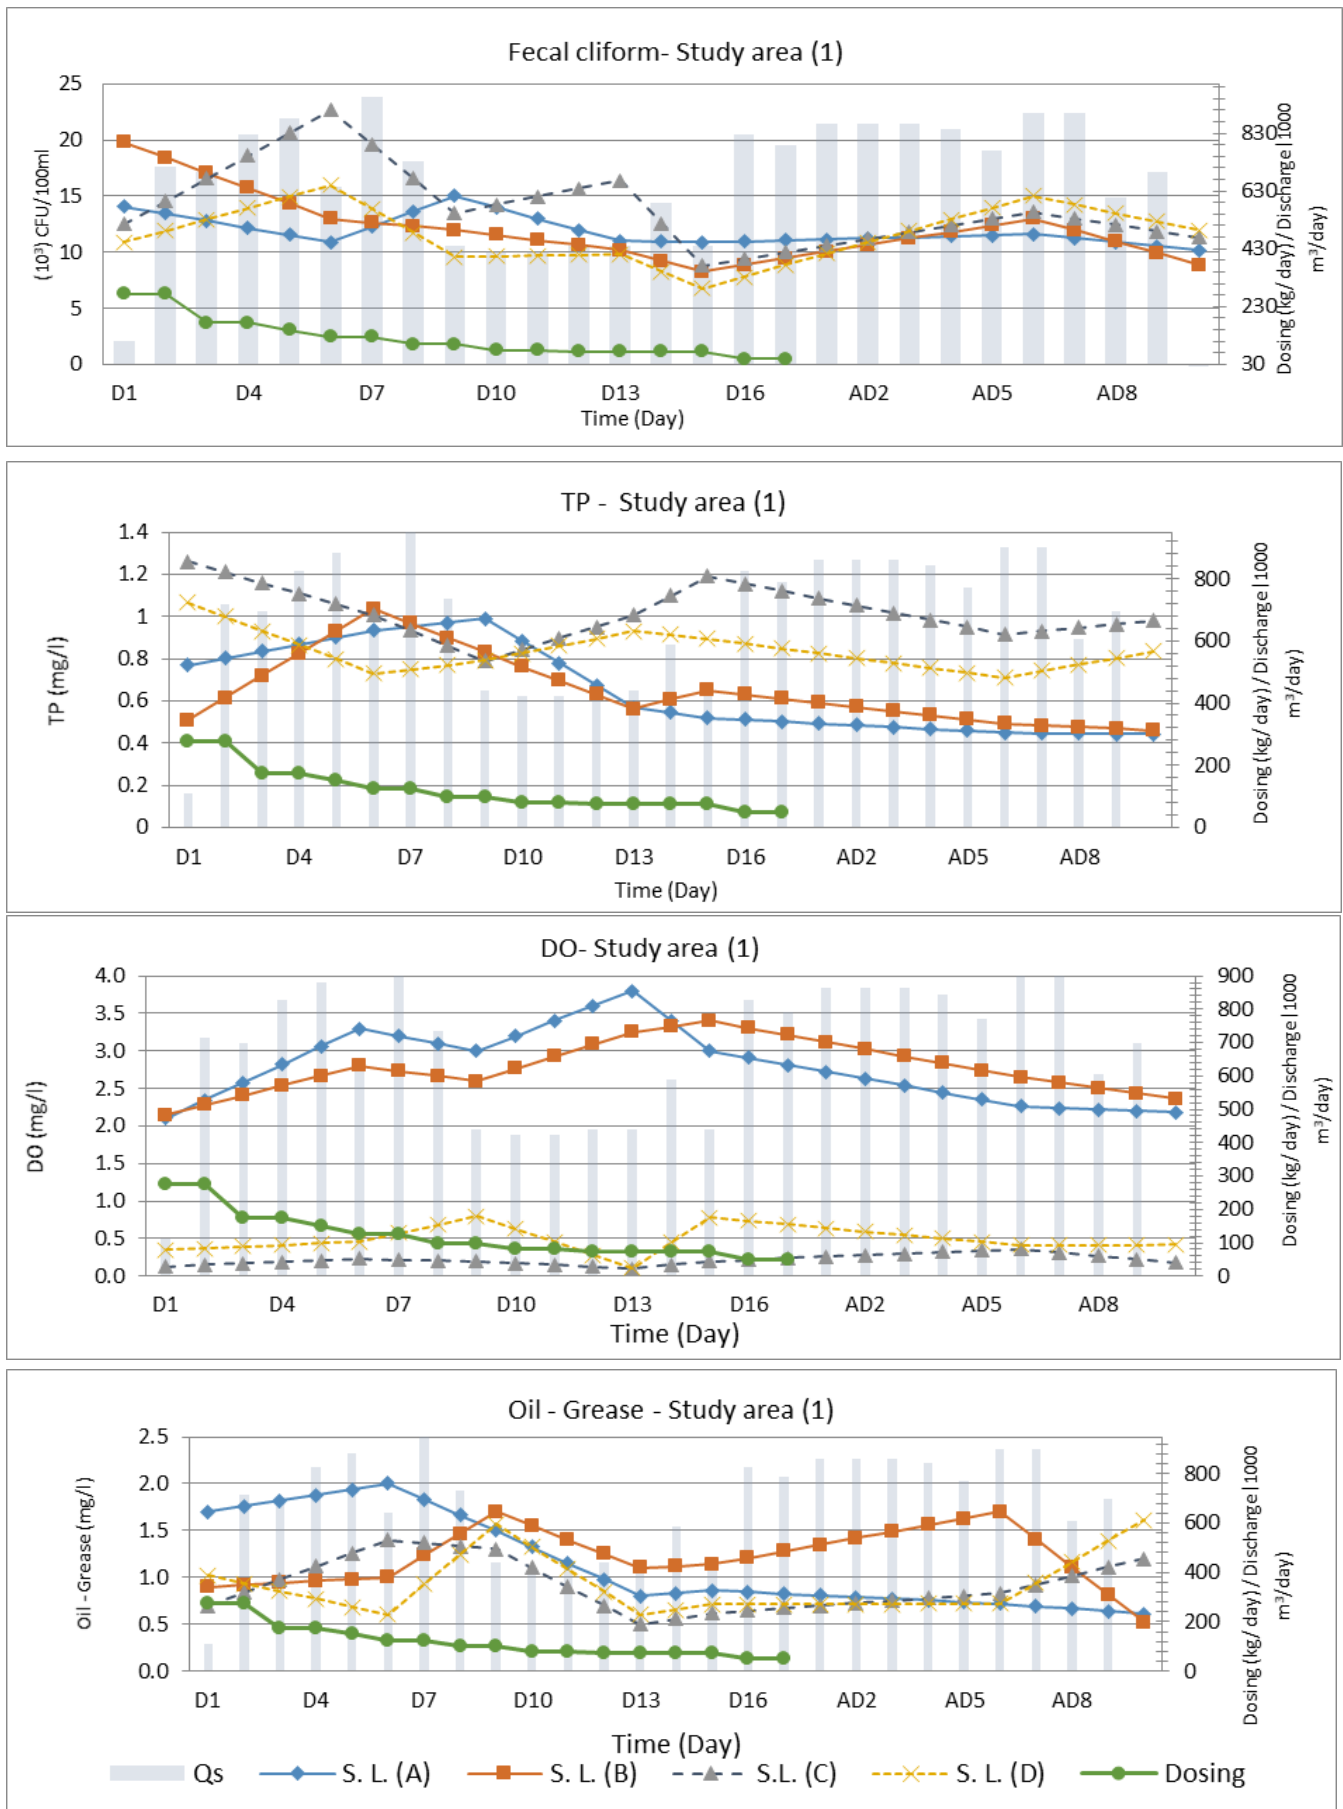 Fecal cliform- Study area (1)
(10³) CFU/100ml
25
20
15
10
5
0
830
630
430
230
30
Dosing (kg/ day) / Discharge|1000
m³/day)
D1 D4 D7 D10 D13 D16 AD2 AD5 AD8
Time (Day)
TP - Study area (1)
TP (mg/l)
1.4
1.2
1
0.8
0.6
0.4
0.2
0
800
600
400
200
0
Dosing (kg/ day) / Discharge|1000
m³/day)
D1 D4 D7 D10 D13 D16 AD2 AD5 AD8
Time (Day)
DO- Study area (1)
DO (mg/l)
4.0
3.5
3.0
2.5
2.0
1.5
1.0
0.5
0.0
900
800
700
600
500
400
300
200
100
0
Dosing (kg/ day) / Discharge|1000
m³/day)
D1 D4 D7 D10 D13 D16 AD2 AD5 AD8
Time (Day)
Oil - Grease - Study area (1)
Oil - Grease (mg/l)
2.5
2.0
1.5
1.0
0.5
0.0
800
600
400
200
0
Dosing (kg/ day) / Discharge|1000
m³/day)
D1 D4 D7 D10 D13 D16 AD2 AD5 AD8
Time (Day)
Qs S. L. (A) S. L. (B) S.L. (C) S. L. (D) Dosing